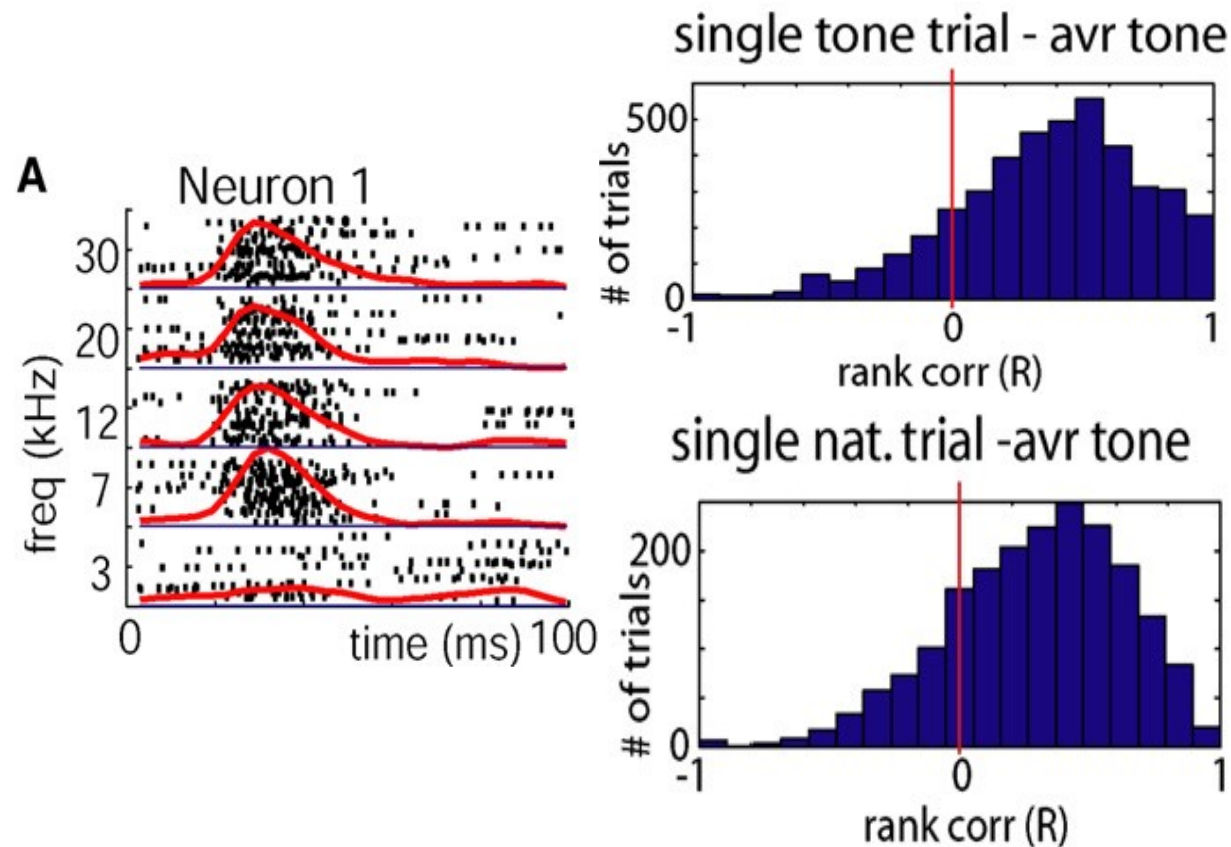 A
Neuron 1
freq (kHz)
30
20
12
7
3
0
time (ms)
100
single tone trial - avr tone
# of trials
500
0
-1
0
1
rank corr (R)
single nat. trial -avr tone
# of trials
200
0
-1
0
1
rank corr (R)